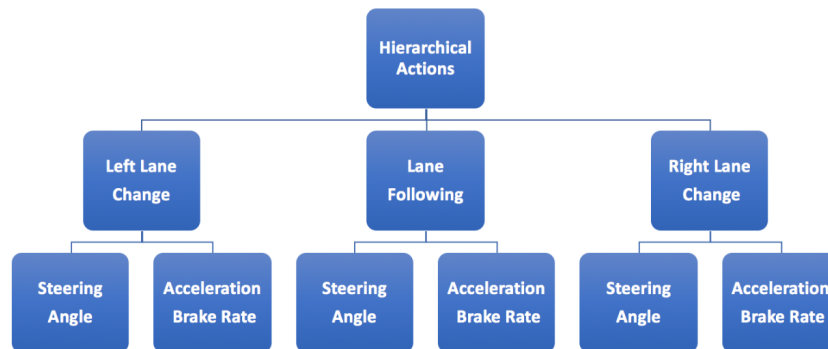 Hierarchical
Actions
Left Lane
Change
Lane
Following
Right Lane
Change
Steering
Angle
Acceleration
Brake Rate
Steering
Angle
Acceleration
Brake Rate
Steering
Angle
Acceleration
Brake Rate